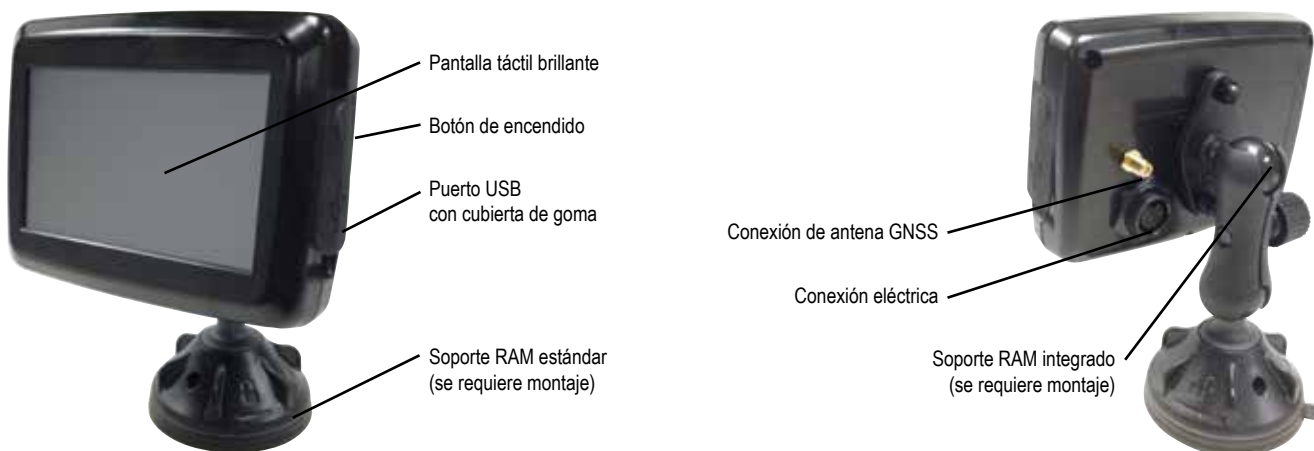 Pantalla táctil brillante
Botón de encendido
Puerto USB
con cubierta de goma
Soporte RAM estándar
(se requiere montaje)
Conexión de antena GNSS
Conexión eléctrica
Soporte RAM integrado
(se requiere montaje)